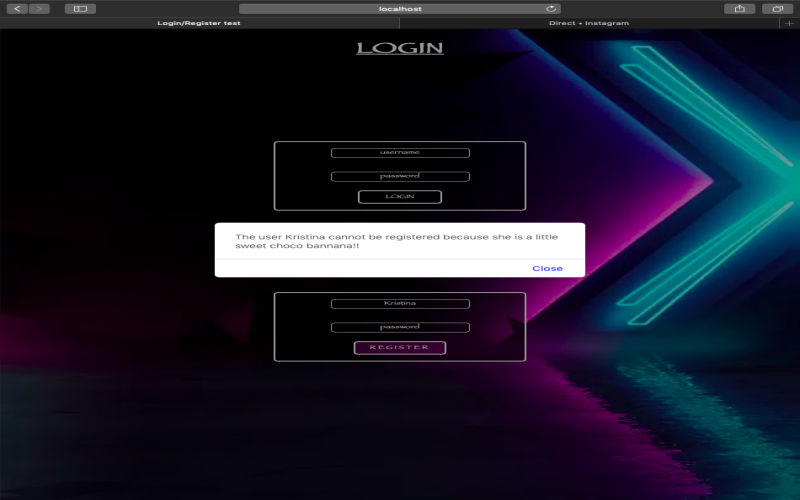 localhost
Login/Register test
Direct • Instagram
LOGIN
username
password
LOGIN
The user Kristina cannot be registered because she is a little
sweet choco bannana!!
Close
Kristina
password
REGISTER